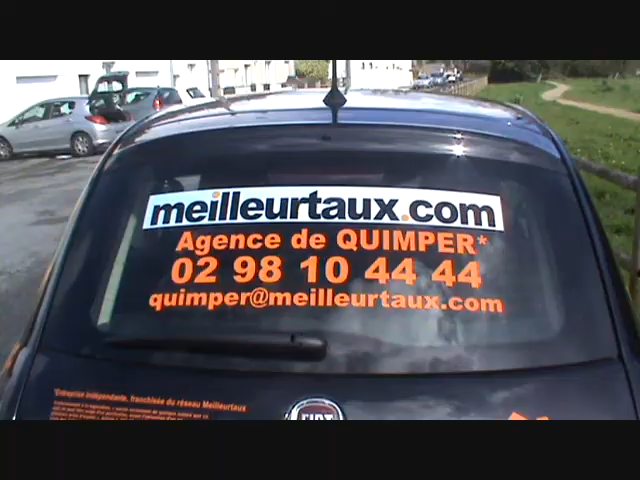 meilleurtaux.com
Agence de QUIMPER*
02 98 10 44 44
quimper@meilleurtaux.com
*Entreprise indépendante, franchisée du réseau Meilleurtaux
FIAT